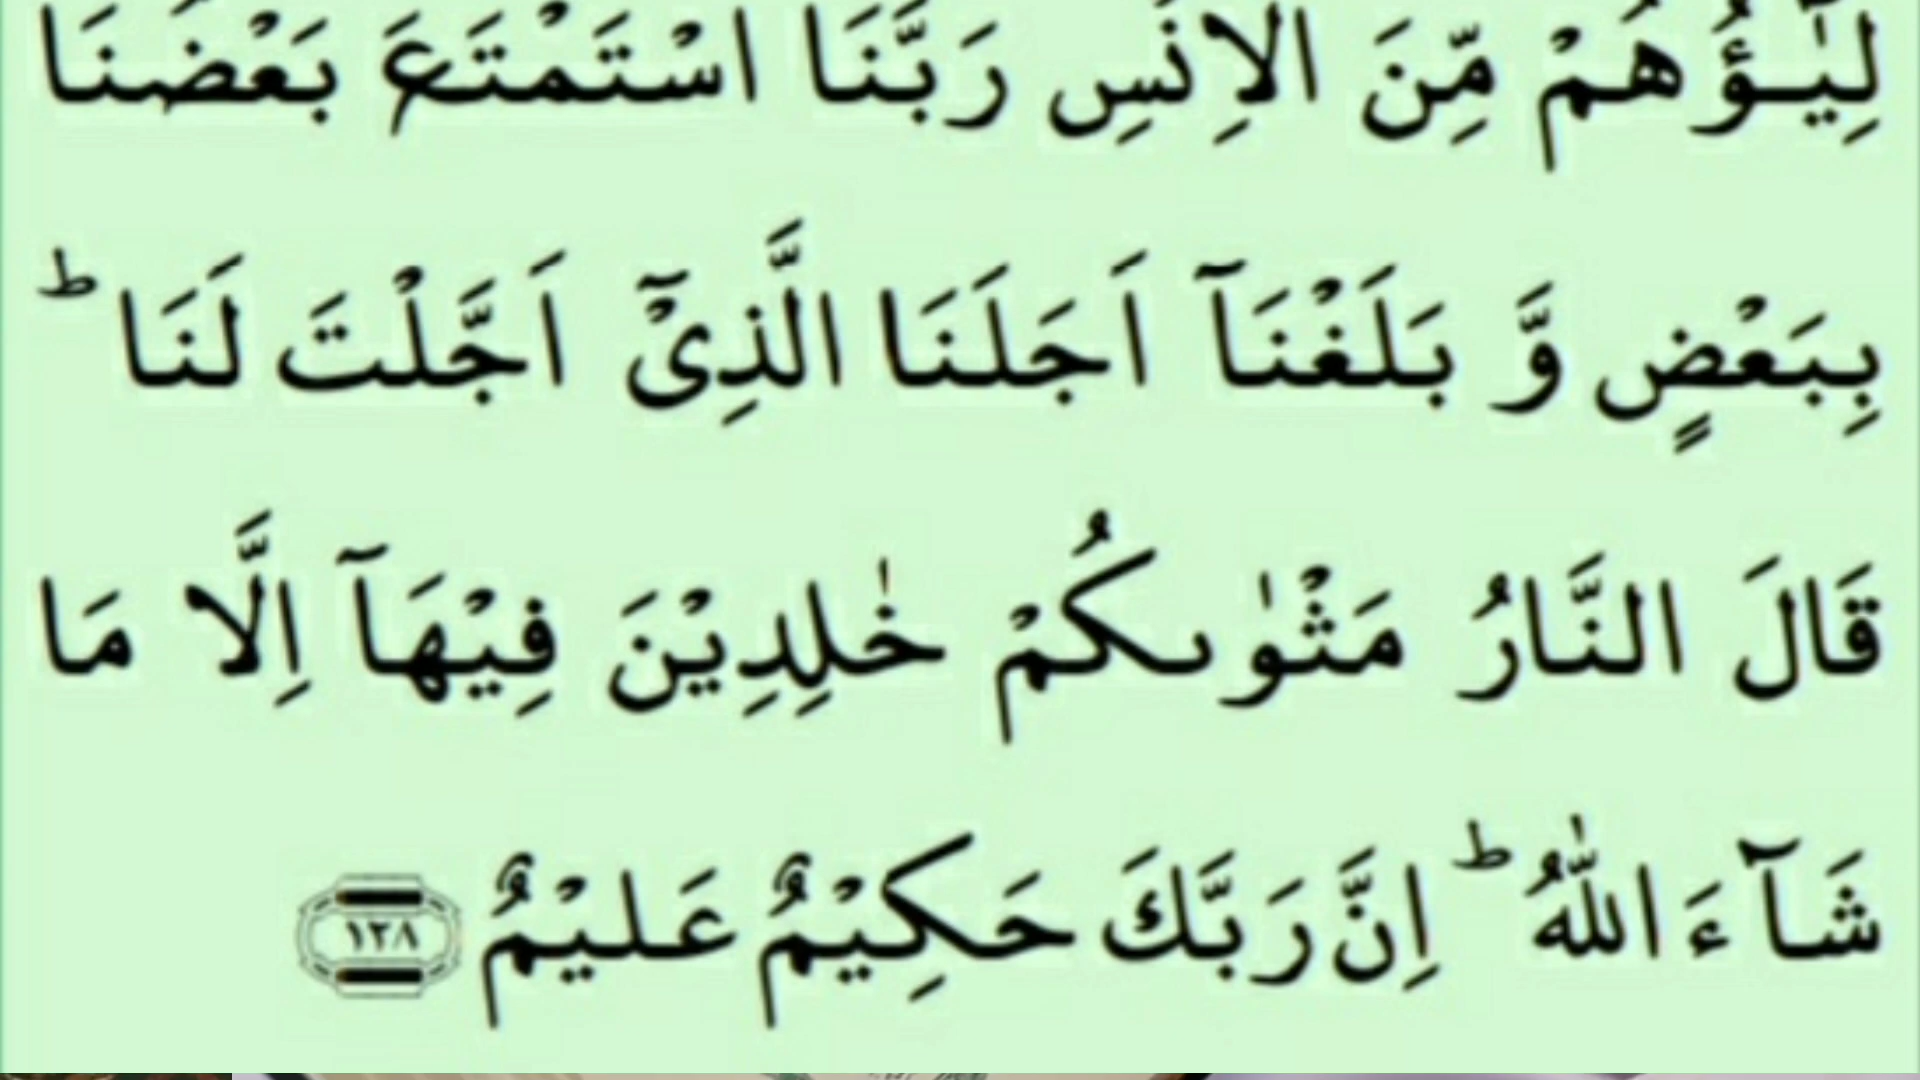 لِيٰٓـؤُهُمْ مِّنَ الْاِنْسِ رَبَّنَا اسْتَمْتَعَ بَعْضُنَا
بِبَعْضٍ وَّ بَلَغْنَآ اَجَلَنَا الَّذِىْٓ اَجَّلْتَ لَنَا ؕ
قَالَ النَّارُ مَثْوٰىكُمْ خٰلِدِيْنَ فِيْهَاۤ اِلَّا مَا
شَآءَ اللّٰهُ ؕ اِنَّ رَبَّكَ حَكِيْمٌ عَلِيْمٌ ١٢٨